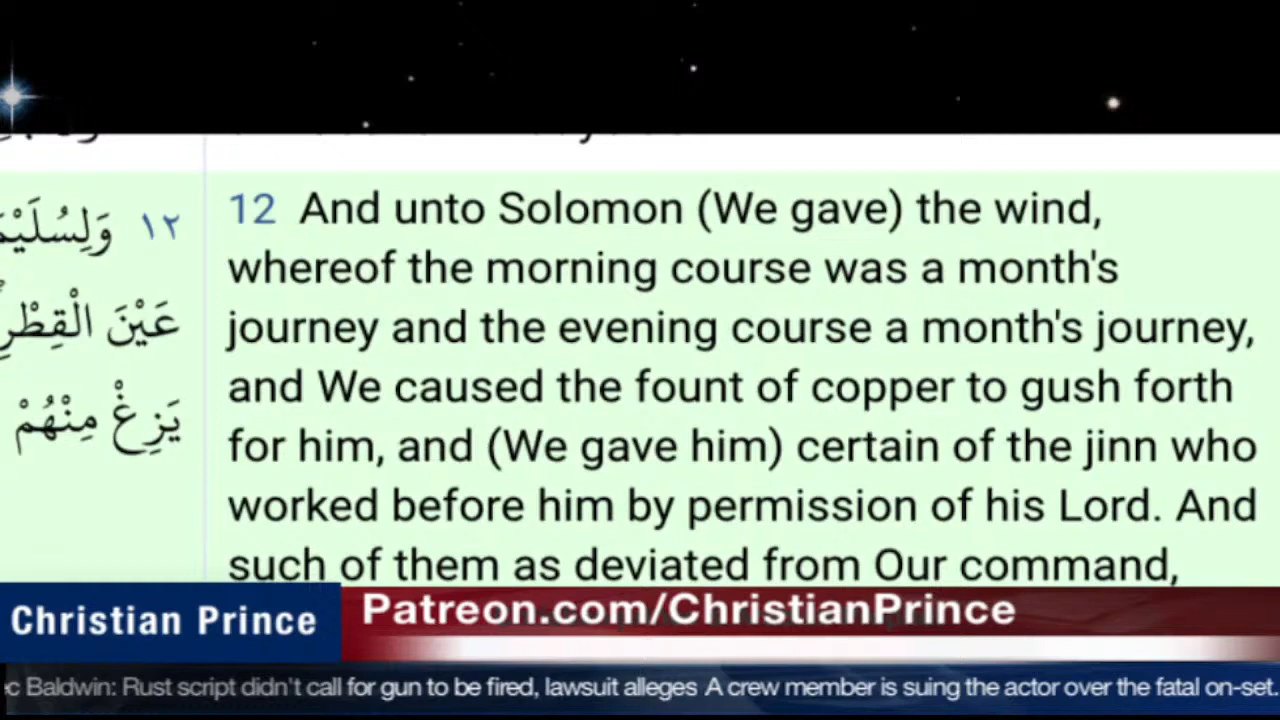 12 And unto Solomon (We gave) the wind,
whereof the morning course was a month's
journey and the evening course a month's journey,
and We caused the fount of copper to gush forth
for him, and (We gave him) certain of the jinn who
worked before him by permission of his Lord. And
such of them as deviated from Our command,
١٢
عَيْنَ الْقِطْرِ
يَزِغْ مِنْهُمْ
Christian Prince
Patreon.com/ChristianPrince
Baldwin: Rust script didn't call for gun to be fired, lawsuit alleges A crew member is suing the actor over the fatal on-set.